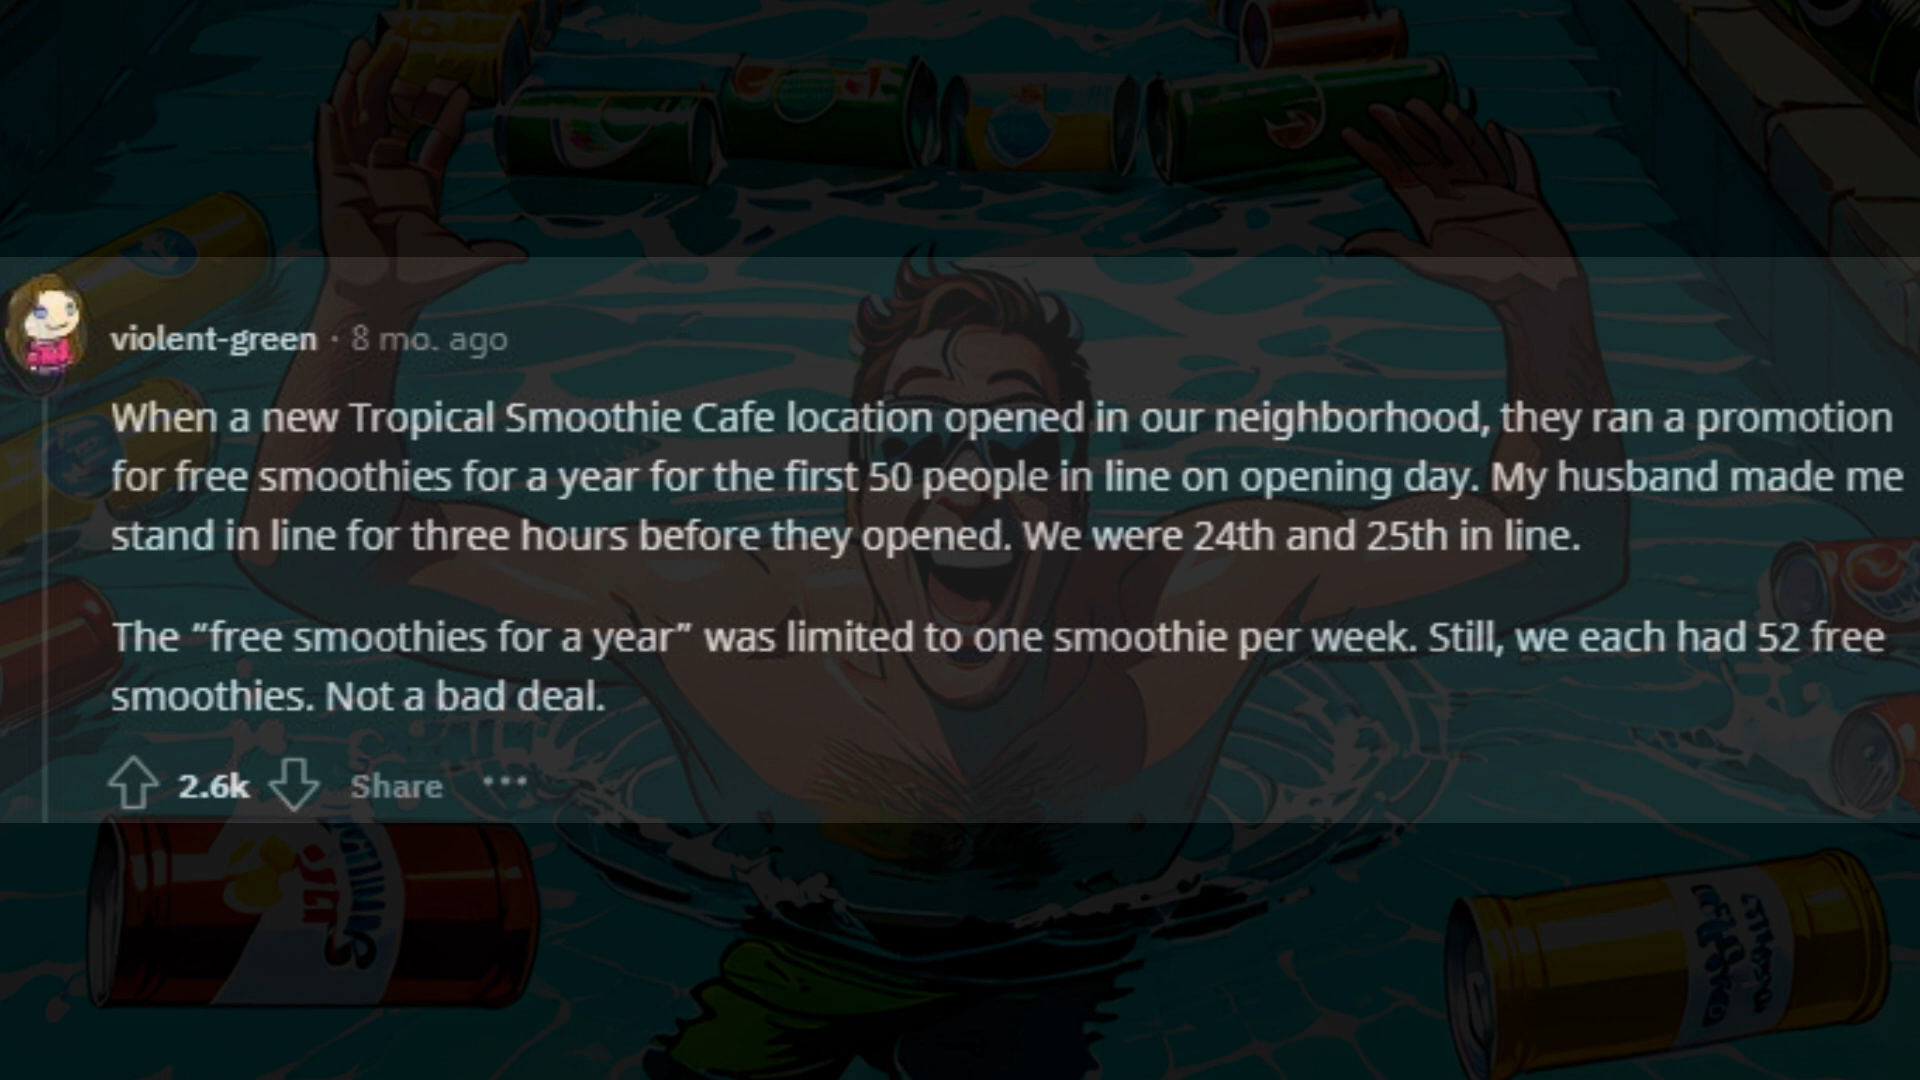 violent-green · 8 mo. ago
When a new Tropical Smoothie Cafe location opened in our neighborhood, they ran a promotion
for free smoothies for a year for the first 50 people in line on opening day. My husband made me
stand in line for three hours before they opened. We were 24th and 25th in line.
The “free smoothies for a year” was limited to one smoothie per week. Still, we each had 52 free
smoothies. Not a bad deal.
2.6k Share ···